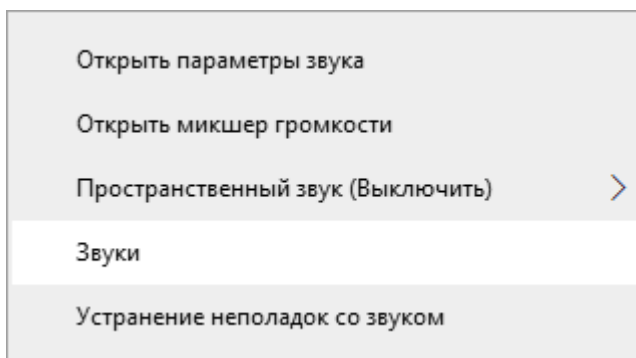 Открыть параметры звука
Открыть микшер громкости
Пространственный звук (Выключить)
Звуки
Устранение неполадок со звуком